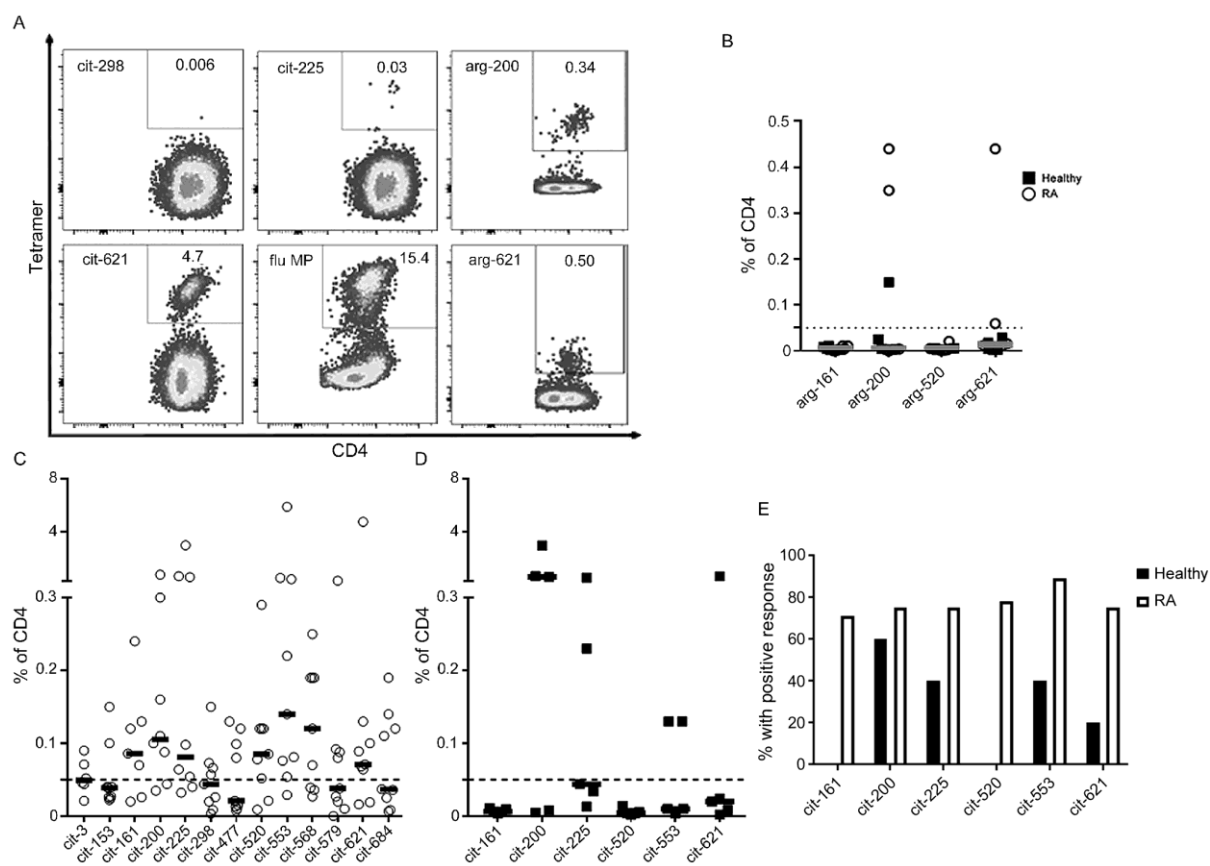 A
Tetramer
cit-298 0.006
cit-225 0.03
arg-200 0.34
cit-621 4.7
flu MP 15.4
arg-621 0.50
CD4
B
% of CD4
0.5
0.4
0.3
0.2
0.1
0
Healthy
RA
arg-161 arg-200 arg-520 arg-621
C
% of CD4
8
4
0.3
0.2
0.1
0
cit-3 cit-153 cit-161 cit-200 cit-225 cit-298 cit-477 cit-520 cit-553 cit-568 cit-579 cit-621 cit-684
D
% of CD4
8
4
0.3
0.2
0.1
0
cit-161 cit-200 cit-225 cit-520 cit-553 cit-621
E
% with positive response
100
80
60
40
20
0
Healthy
RA
cit-161 cit-200 cit-225 cit-520 cit-553 cit-621